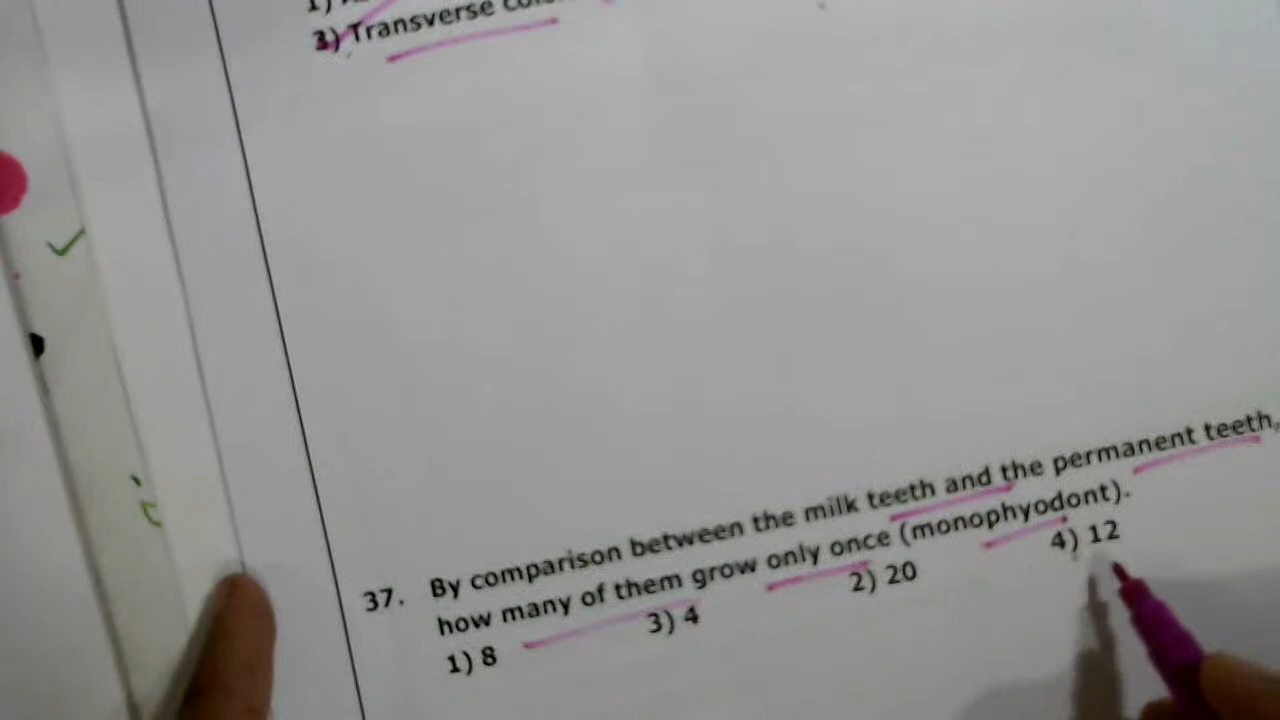 3) Transverse
37. By comparison between the milk teeth and the permanent teeth,
how many of them grow only once (monophyodont).
1) 8 3) 4 2) 20 4) 12